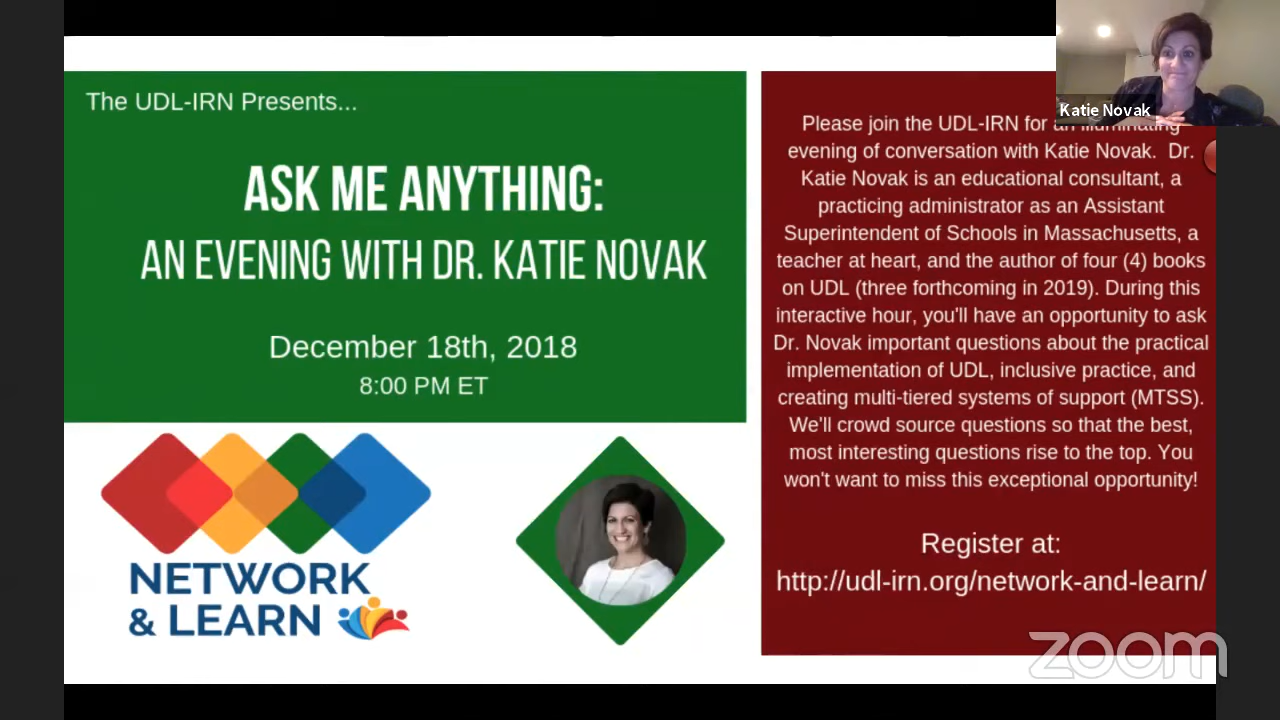 The UDL-IRN Presents...
ASK ME ANYTHING:
AN EVENING WITH DR. KATIE NOVAK
December 18th, 2018
8:00 PM ET
NETWORK
& LEARN
Katie Novak
Please join the UDL-IRN for an illuminating
evening of conversation with Katie Novak. Dr.
Katie Novak is an educational consultant, a
practicing administrator as an Assistant
Superintendent of Schools in Massachusetts, a
teacher at heart, and the author of four (4) books
on UDL (three forthcoming in 2019). During this
interactive hour, you'll have an opportunity to ask
Dr. Novak important questions about the practical
implementation of UDL, inclusive practice, and
creating multi-tiered systems of support (MTSS).
We'll crowd source questions so that the best,
most interesting questions rise to the top. You
won't want to miss this exceptional opportunity!
Register at:
http://udl-irn.org/network-and-learn/
zoom